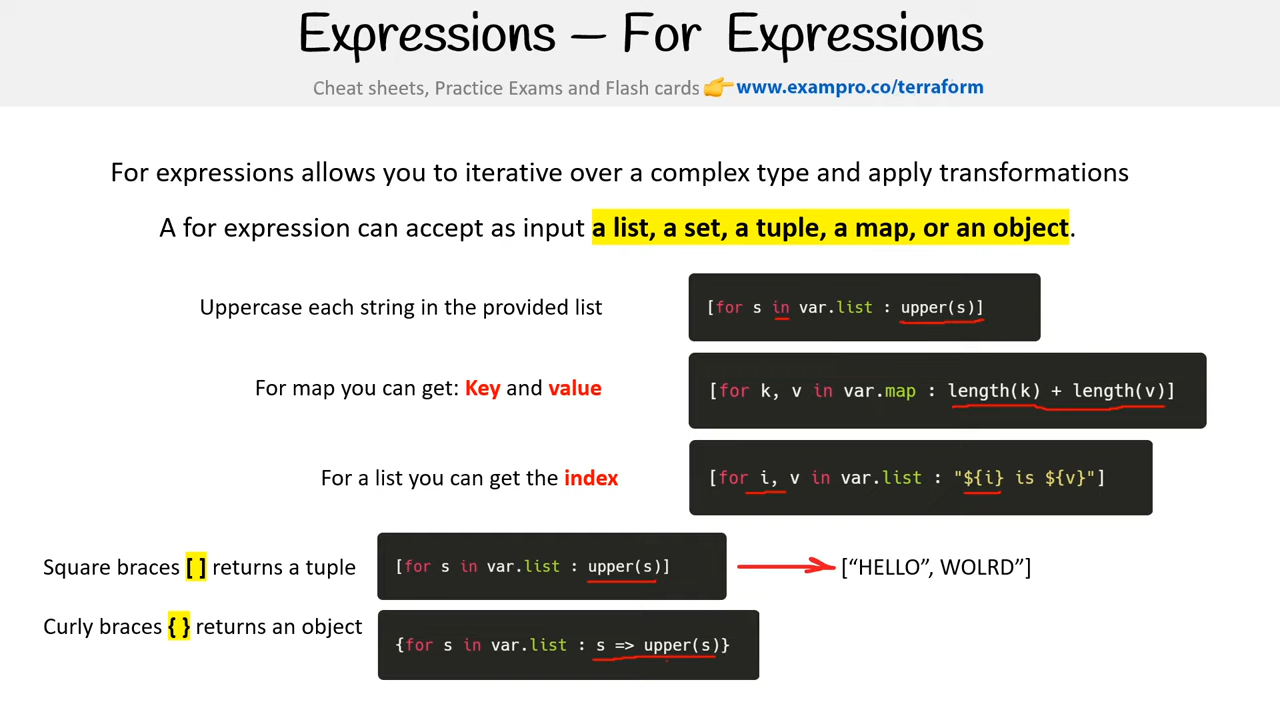 Expressions — For Expressions
Cheat sheets, Practice Exams and Flash cards 👉 www.exampro.co/terraform
For expressions allows you to iterative over a complex type and apply transformations
A for expression can accept as input a list, a set, a tuple, a map, or an object.
Uppercase each string in the provided list
[for s in var.list : upper(s)]
For map you can get: Key and value
[for k, v in var.map : length(k) + length(v)]
For a list you can get the index
[for i, v in var.list : "${i} is ${v}"]
Square braces [ ] returns a tuple
[for s in var.list : upper(s)]
[“HELLO”, WOLRD”]
Curly braces { } returns an object
{for s in var.list : s => upper(s)}